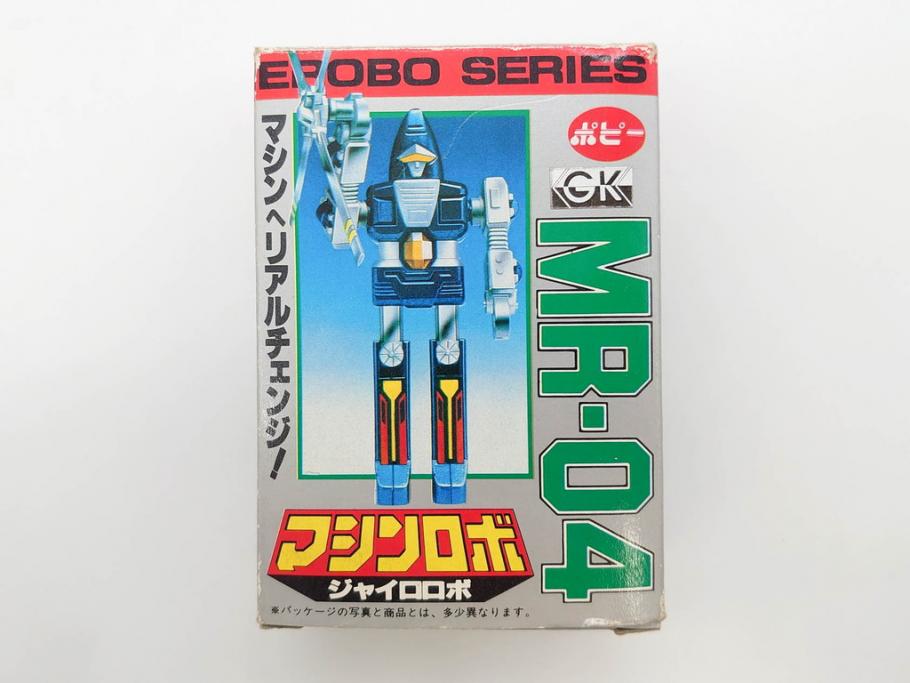 EROBO SERIES
マシンへリアルチェンジ!
ポピー
GK
MR-04
マシンロボ
ジャイロロボ
※パッケージの写真と商品とは、多少異なります。